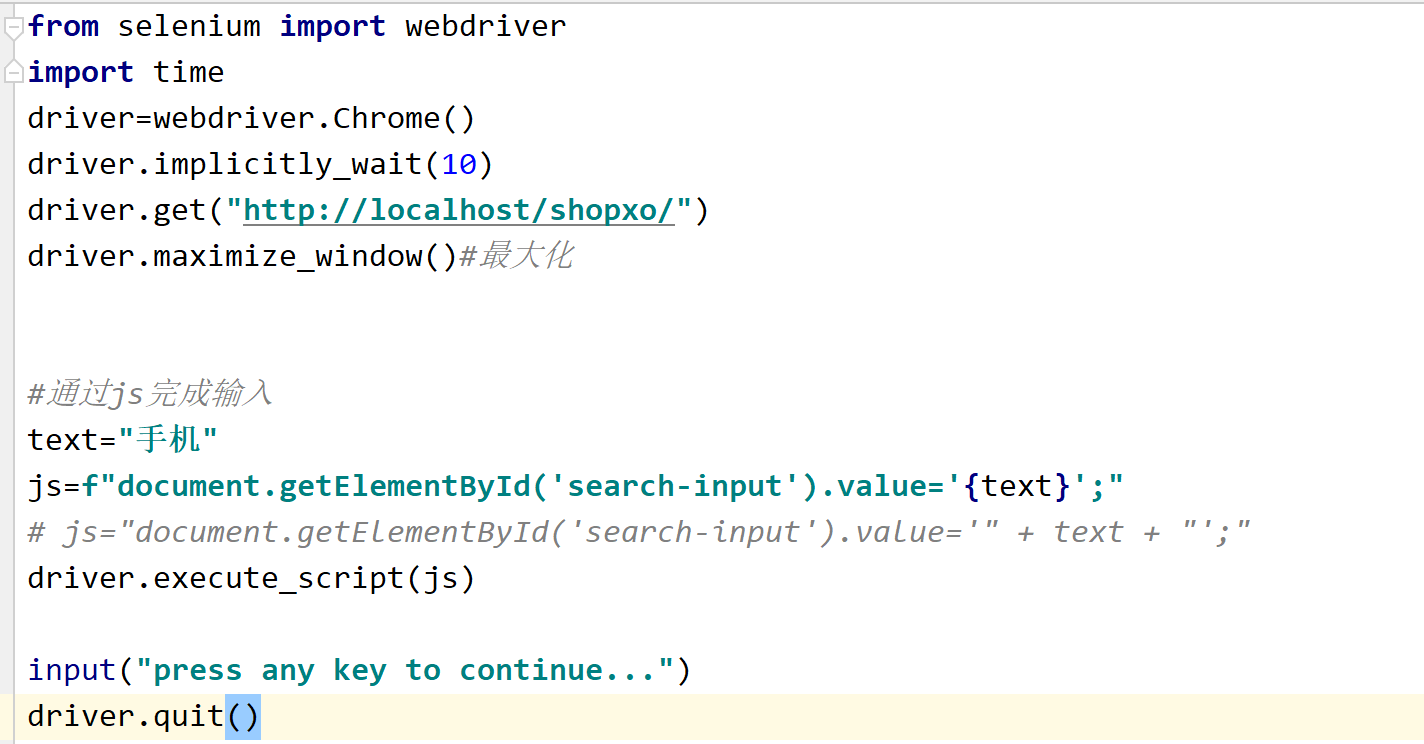 from selenium import webdriver
import time
driver=webdriver.Chrome()
driver.implicitly_wait(10)
driver.get("http://localhost/shopxo/")
driver.maximize_window()#最大化
#通过js完成输入
text="手机"
js=f"document.getElementById('search-input').value='{text}';"
# js="document.getElementById('search-input').value='" + text + "';"
driver.execute_script(js)
input("press any key to continue...")
driver.quit()